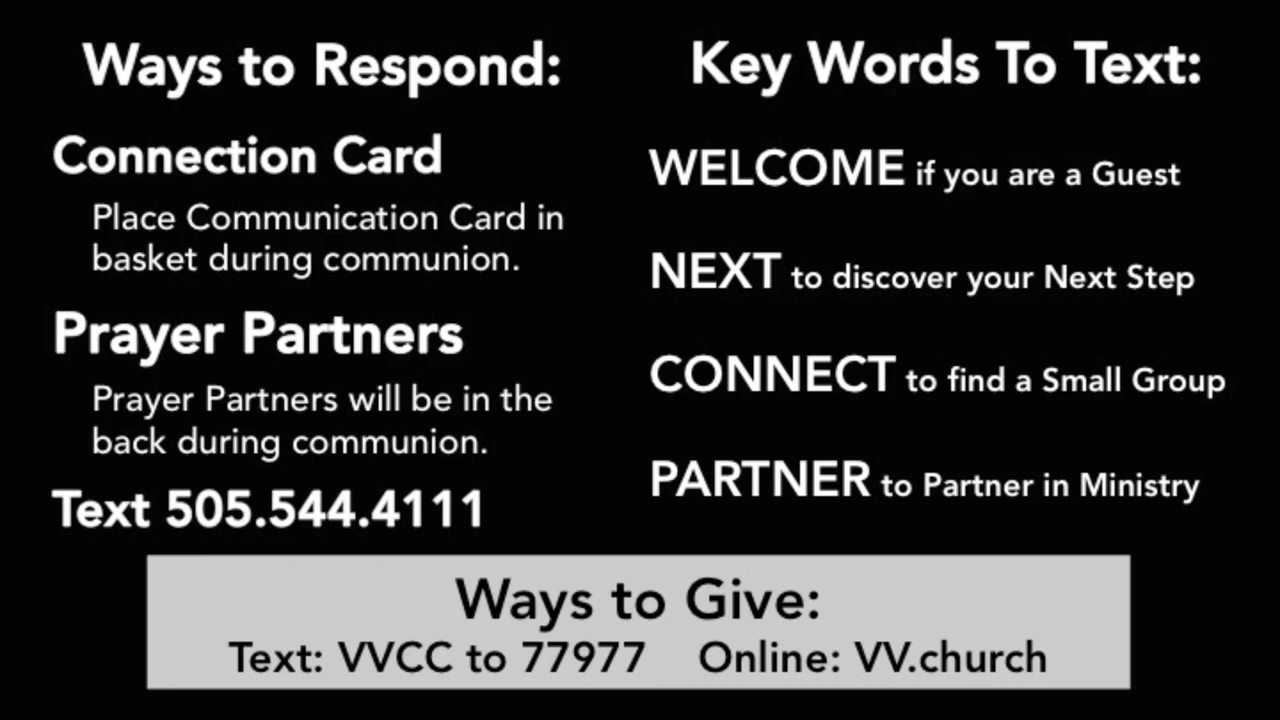 Ways to Respond:
Connection Card
Place Communication Card in
basket during communion.
Prayer Partners
Prayer Partners will be in the
back during communion.
Text 505.544.4111
Key Words To Text:
WELCOME if you are a Guest
NEXT to discover your Next Step
CONNECT to find a Small Group
PARTNER to Partner in Ministry
Ways to Give:
Text: VVCC to 77977 Online: VV.church